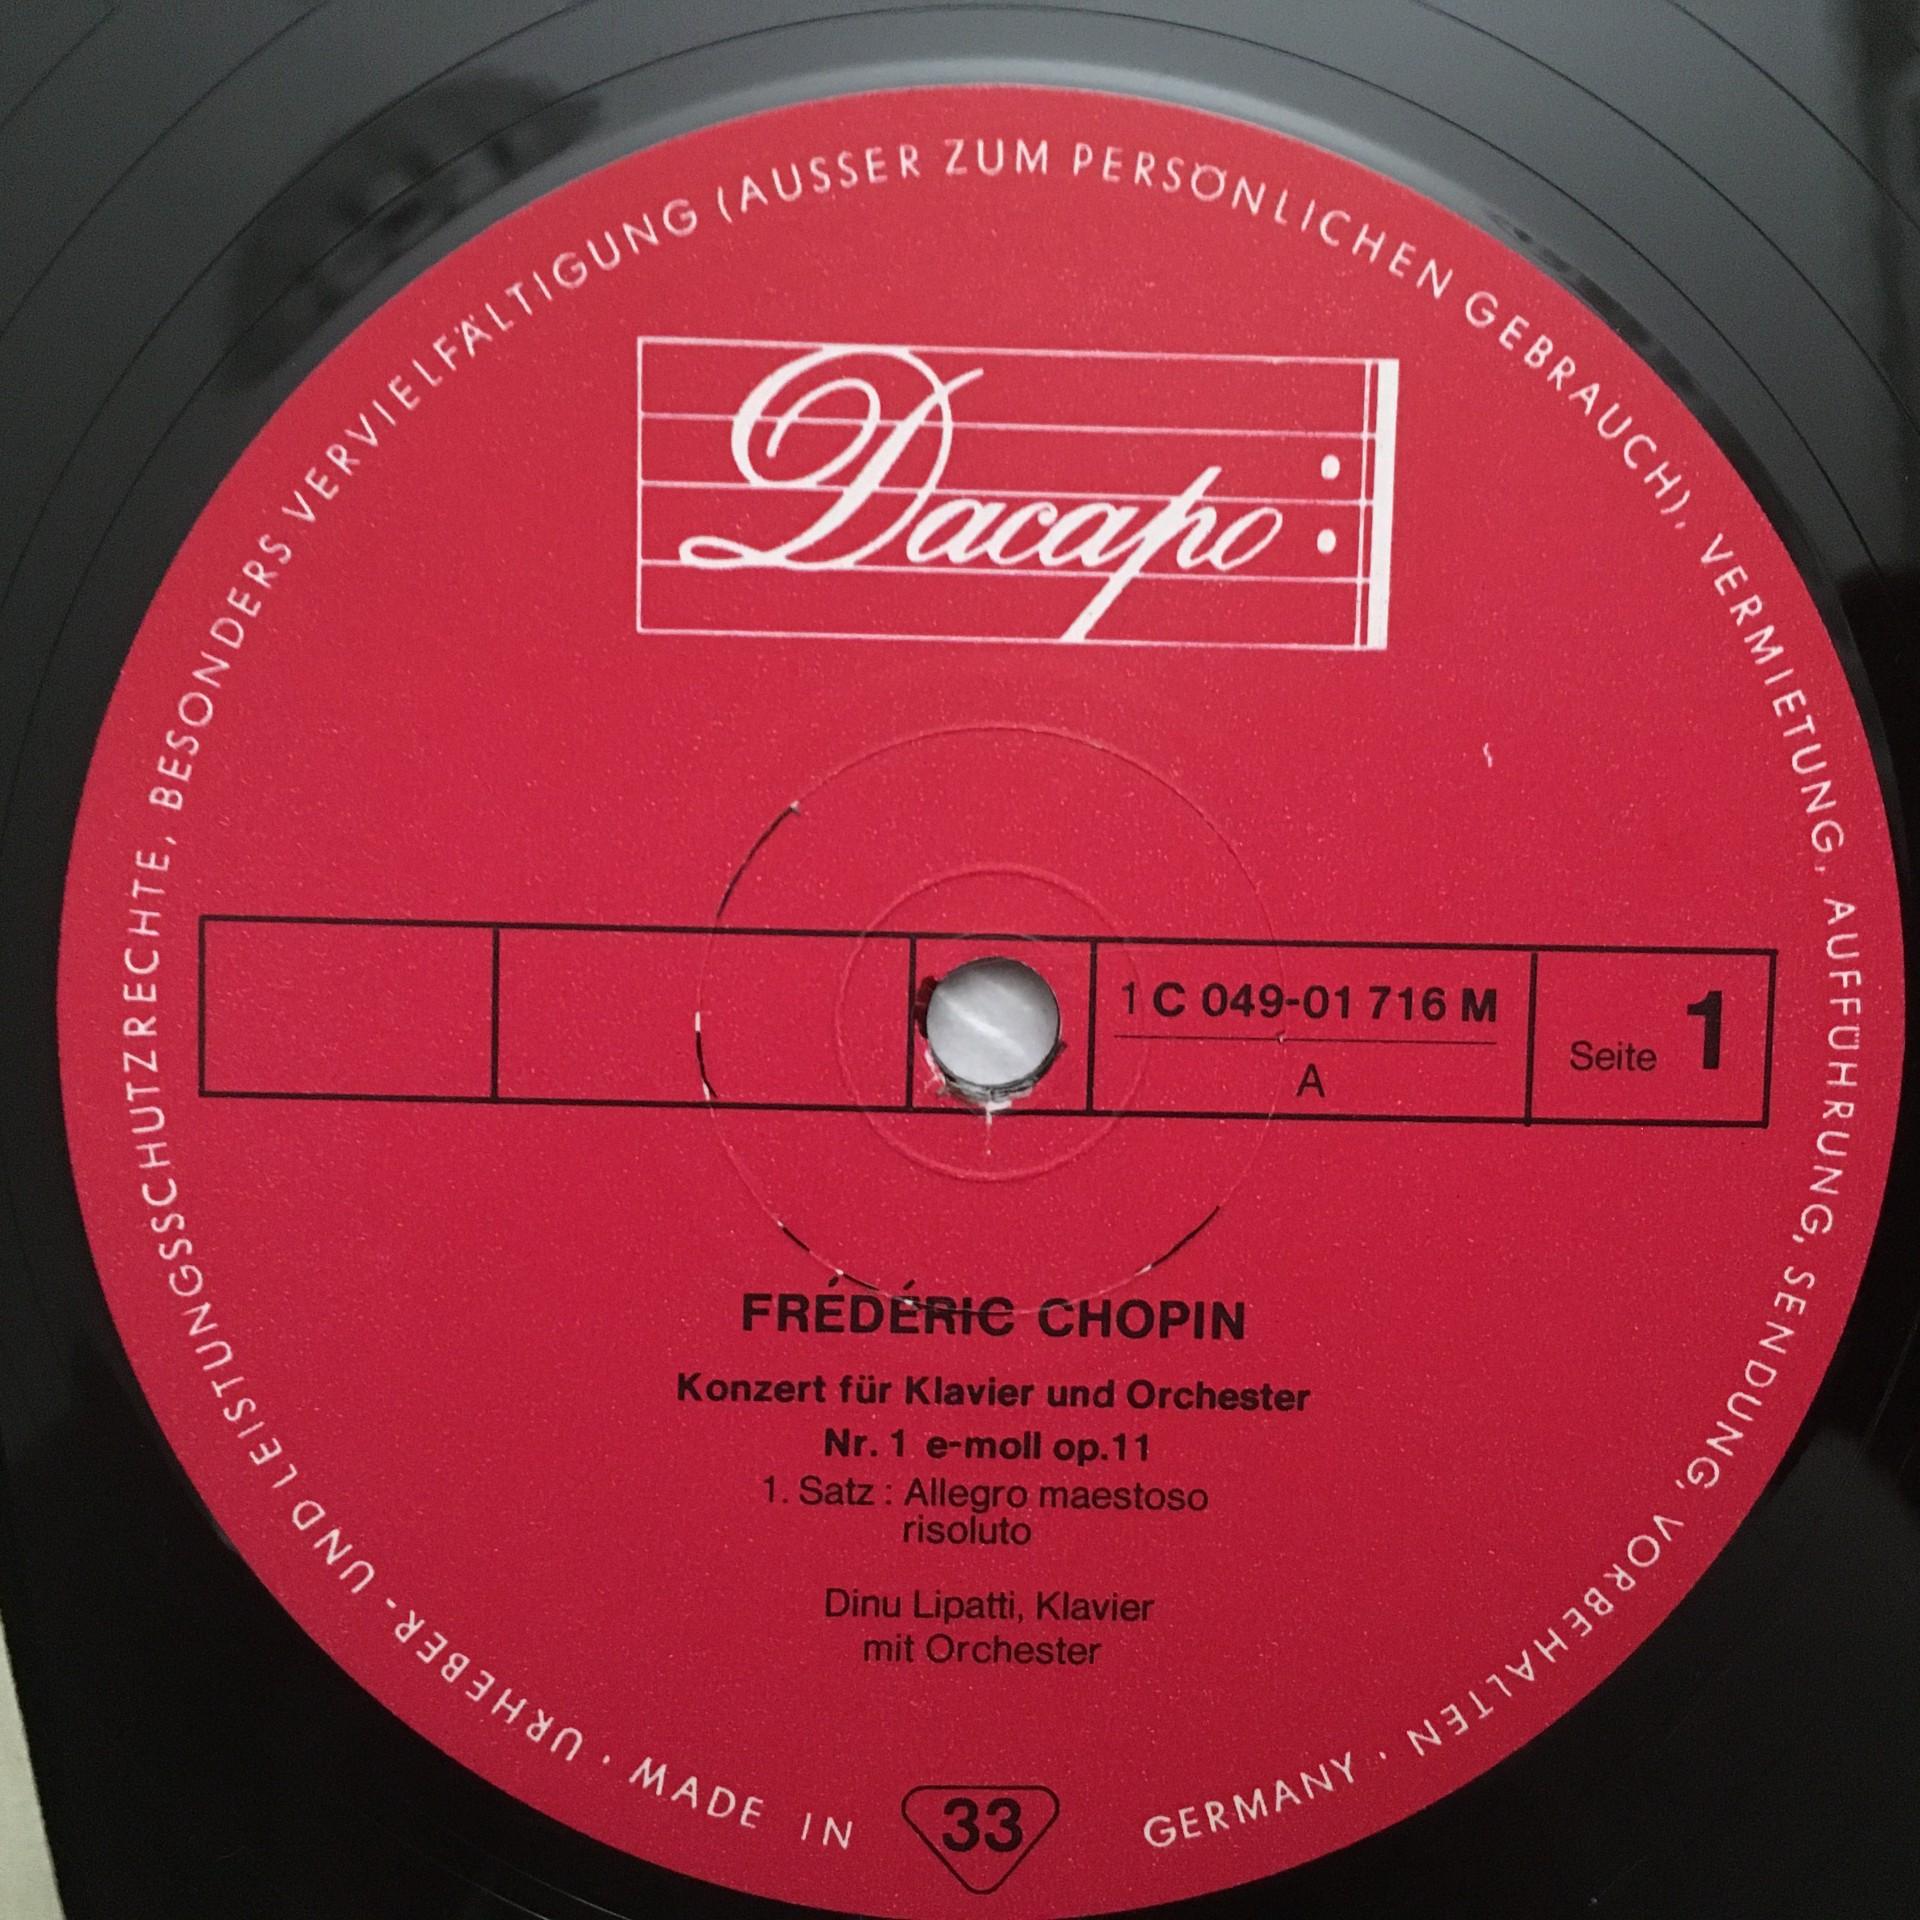 URHEBER- UND LEISTUNGSSCHUTZRECHTE, BESONDERS VERVIELFÄLTIGUNG (AUSSER ZUM PERSÖNLICHEN GEBRAUCH), VERMIETUNG, AUFFÜHRUNG, SENDUNG, VORBEHALTEN ·
Dacapo
1 C 049-01 716 M
A
Seite 1
FRÉDÉRIC CHOPIN
Konzert für Klavier und Orchester
Nr. 1 e-moll op.11
1. Satz : Allegro maestoso
risoluto
Dinu Lipatti, Klavier
mit Orchester
· MADE IN 33 GERMANY